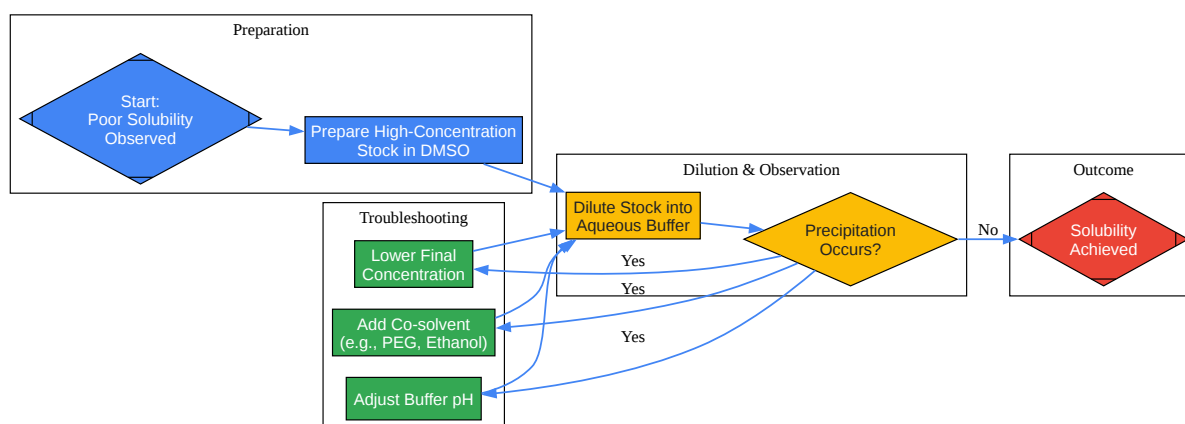 Preparation
Start:
Poor Solubility
Observed
Prepare High-Concentration
Stock in DMSO
Dilution & Observation
Dilute Stock into
Aqueous Buffer
Precipitation
Occurs?
No
Outcome
Solubility
Achieved
Troubleshooting
Lower Final
Concentration
Yes
Add Co-solvent
(e.g., PEG, Ethanol)
Yes
Adjust Buffer pH
Yes